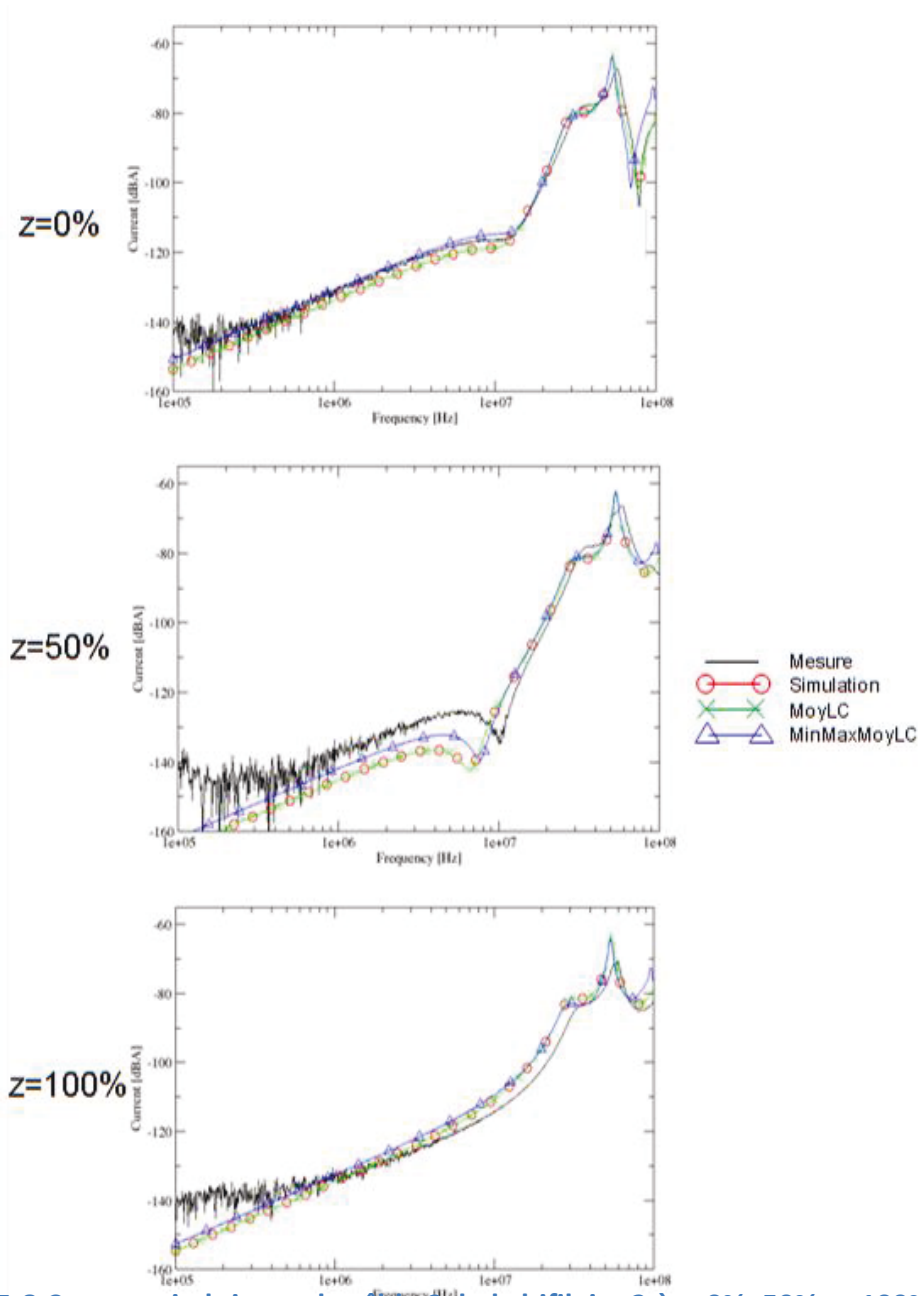 -60
-80
-100
-120
-140
-160
Current [dBA]
z=0%
1e+05 1e+06 1e+07 1e+08
Frequency [Hz]
-60
-80
-100
-120
-140
-160
Current [dBA]
z=50%
1e+05 1e+06 1e+07 1e+08
Frequency [Hz]
Mesure
Simulation
MoyLC
MinMaxMoyLC
-60
-80
-100
-120
-140
-160
Current [dBA]
z=100%
1e+05 1e+06 1e+07 1e+08